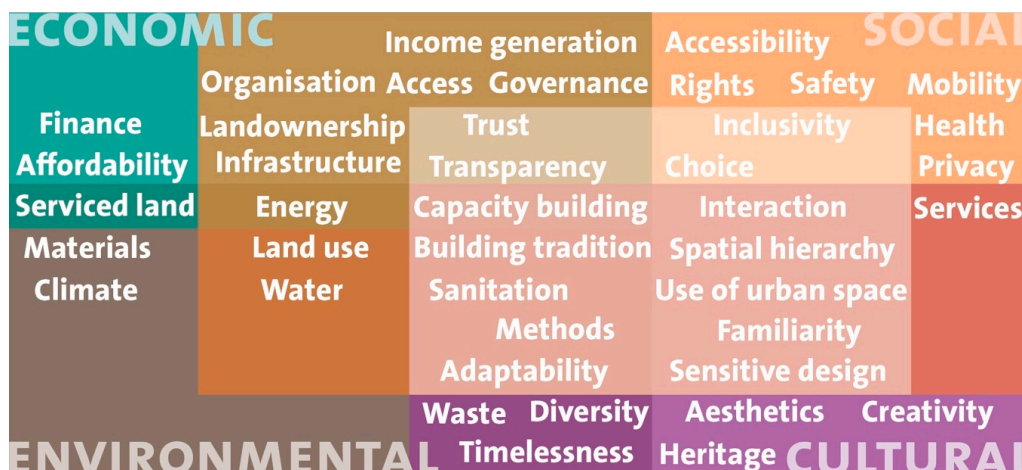 ECONOMIC
SOCIAL
Income generation
Accessibility
Organisation
Access
Governance
Rights
Safety
Mobility
Finance
Landownership
Trust
Inclusivity
Health
Affordability
Infrastructure
Transparency
Choice
Privacy
Serviced land
Energy
Capacity building
Interaction
Services
Materials
Land use
Building tradition
Spatial hierarchy
Climate
Water
Sanitation
Use of urban space
Methods
Familiarity
Adaptability
Sensitive design
Waste
Diversity
Aesthetics
Creativity
Timelessness
Heritage
ENVIRONMENTAL
CULTURAL